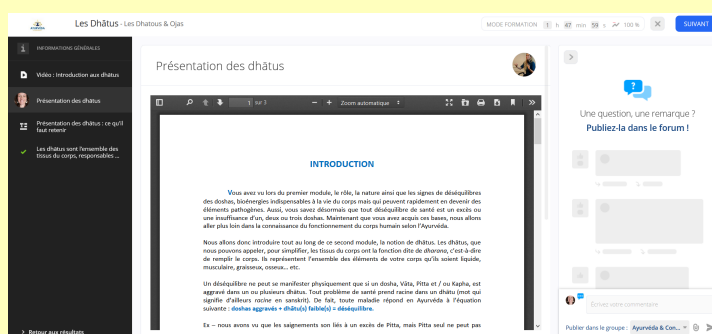 Les Dhâtus - Les Dhatous & Ojas
MODE FORMATION 1 h 47 min 59 s 100 %
SUIVANT
INFORMATIONS GÉNÉRALES
Vidéo : Introduction aux dhâtus
Présentation des dhâtus
Présentation des dhâtus : ce qu'il
faut retenir
Les dhâtus sont l'ensemble des
tissus du corps, responsables ...
Retour aux résultats
Présentation des dhâtus
1 sur 3
Zoom automatique
INTRODUCTION
Vous avez vu lors du premier module, le rôle, la nature ainsi que les signes de déséquilibres
des doshas, bioénergies indispensables à la vie du corps mais qui peuvent rapidement en devenir des
éléments pathogènes. Aussi, vous savez désormais que tout déséquilibre de santé est un excès ou
une insuffisance d'un, deux ou trois doshas. Maintenant que vous avez acquis ces bases, nous allons
aller plus loin dans la connaissance du fonctionnement du corps humain selon l'Ayurvéda.
Nous allons donc introduire tout au long de ce second module, la notion de dhâtus. Les dhâtus, que
nous pouvons appeler, pour simplifier, les tissus du corps ont la fonction dite de dharana, c'est-à-dire
de remplir le corps. Ils représentent l'ensemble des éléments de votre corps qu'ils soient liquide,
musculaire, graisseux, osseux... etc.
Un déséquilibre ne peut se manifester physiquement que si un dosha, Vâta, Pitta et / ou Kapha, est
aggravé dans un ou plusieurs dhâtus. Tout problème de santé prend racine dans un dhâtu (mot qui
signifie d'ailleurs racine en sanskrit). De fait, toute maladie répond en Ayurvéda à l'équation
suivante : doshas aggravés + dhâtu(s) faible(s) = déséquilibre.
Ex – nous avons vu que les saignements son liés à un excès de Pitta, mais Pitta seul ne peut pas
Une question, une remarque ?
Publiez-la dans le forum !
Ecrivez votre commentaire
Publier dans le groupe : Ayurvéda & Con...